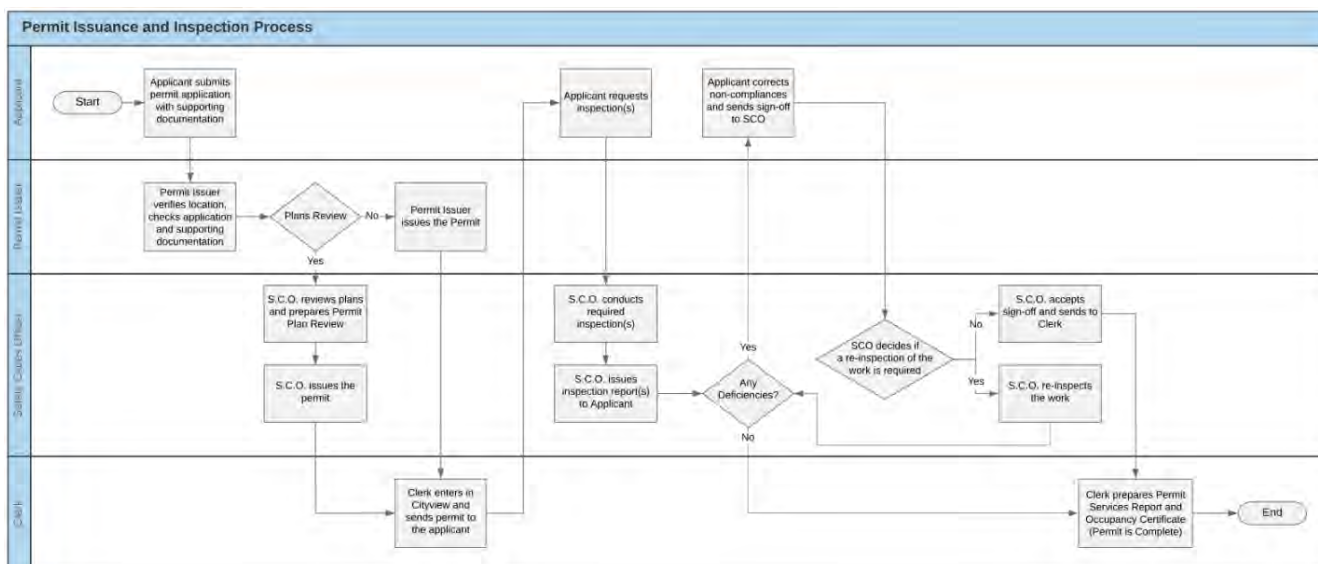 Permit Issuance and Inspection Process
Applicant
Start
Applicant submits
permit application
with supporting
documentation
Applicant requests
inspection(s)
Applicant corrects
non-compliances
and sends sign-off
to SCO
Permit Issuer
Permit Issuer
verifies location,
checks application
and supporting
documentation
Plans Review
No
Permit Issuer
issues the Permit
Yes
Safety Codes Officer
S.C.O. reviews plans
and prepares Permit
Plan Review
S.C.O. issues the
permit
S.C.O. conducts
required
inspection(s)
S.C.O. issues
inspection report(s)
to Applicant
Yes
Any
Deficiencies?
No
SCO decides if
a re-inspection of the
work is required
No
S.C.O. accepts
sign-off and sends to
Clerk
Yes
S.C.O. re-inspects
the work
Clerk
Clerk enters in
Cityview and
sends permit to
the applicant
Clerk prepares Permit
Services Report and
Occupancy Certificate
(Permit is Complete)
End